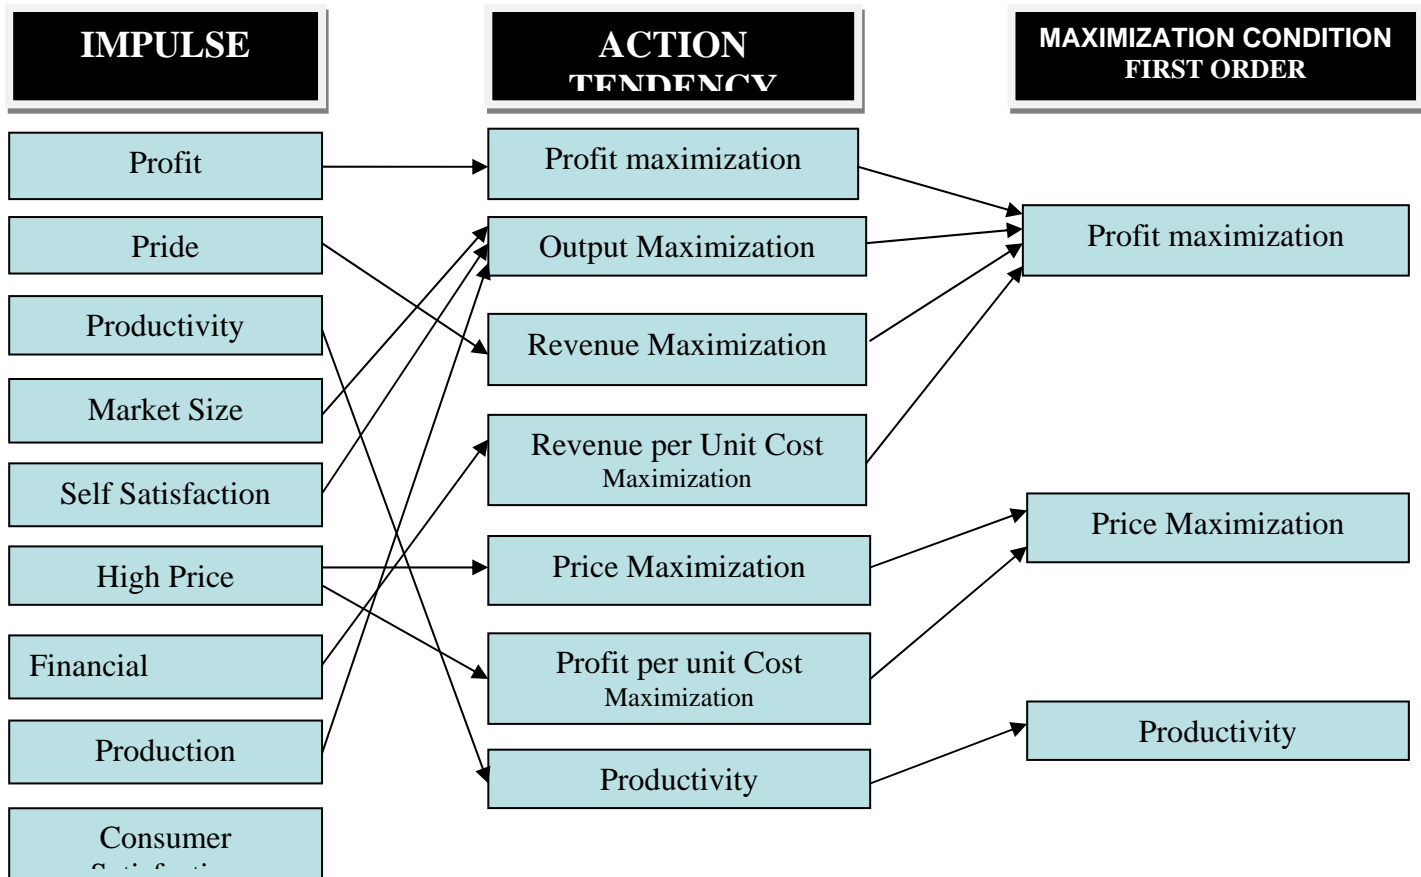 IMPULSE
ACTION
TENDENCY
MAXIMIZATION CONDITION
FIRST ORDER
Profit
Pride
Productivity
Market Size
Self Satisfaction
High Price
Financial
Production
Consumer
Profit maximization
Output Maximization
Revenue Maximization
Revenue per Unit Cost
Maximization
Price Maximization
Profit per unit Cost
Maximization
Productivity
Profit maximization
Price Maximization
Productivity